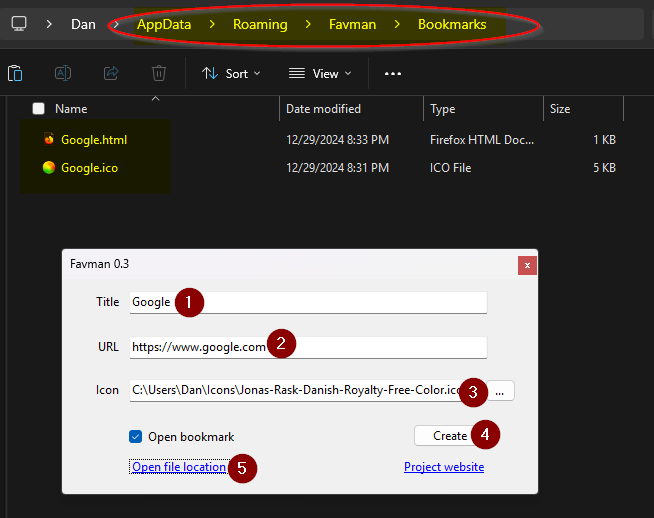 Dan > AppData > Roaming > Favman > Bookmarks
Sort View
Name Date modified Type Size
Google.html 12/29/2024 8:33 PM Firefox HTML Doc... 1 KB
Google.ico 12/29/2024 8:31 PM ICO File 5 KB
Favman 0.3 x
Title Google 1
URL https://www.google.com 2
Icon C:\Users\Dan\Icons\Jonas-Rask-Danish-Royalty-Free-Color.ico 3 ...
Open bookmark Create 4
Open file location 5 Project website